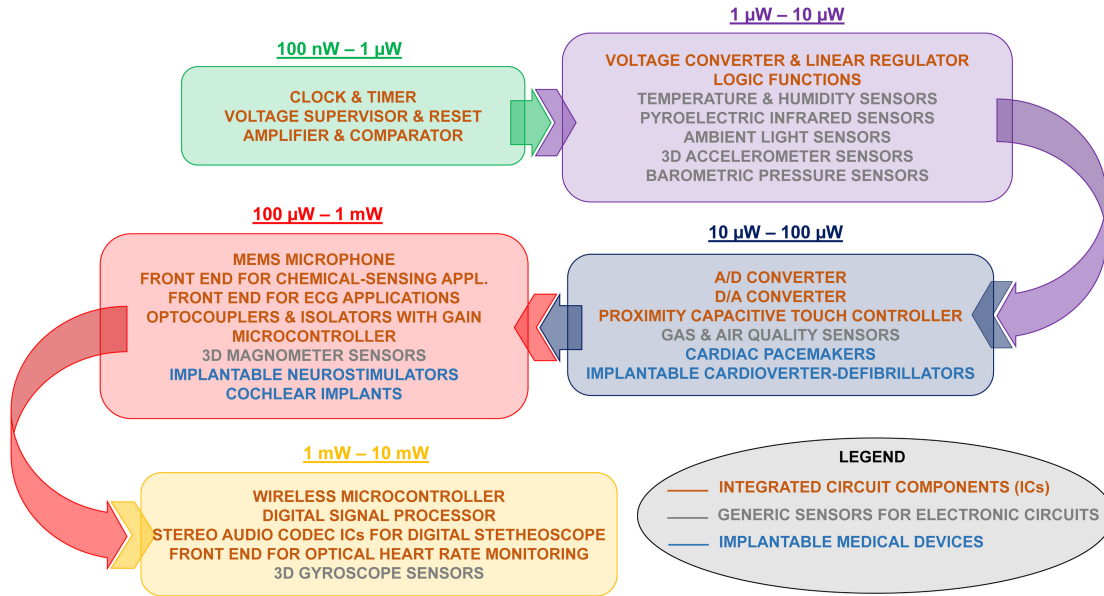 100 nW – 1 µW
CLOCK & TIMER
VOLTAGE SUPERVISOR & RESET
AMPLIFIER & COMPARATOR
1 µW – 10 µW
VOLTAGE CONVERTER & LINEAR REGULATOR
LOGIC FUNCTIONS
TEMPERATURE & HUMIDITY SENSORS
PYROELECTRIC INFRARED SENSORS
AMBIENT LIGHT SENSORS
3D ACCELEROMETER SENSORS
BAROMETRIC PRESSURE SENSORS
10 µW – 100 µW
A/D CONVERTER
D/A CONVERTER
PROXIMITY CAPACITIVE TOUCH CONTROLLER
GAS & AIR QUALITY SENSORS
CARDIAC PACEMAKERS
IMPLANTABLE CARDIOVERTER-DEFIBRILLATORS
100 µW – 1 mW
MEMS MICROPHONE
FRONT END FOR CHEMICAL-SENSING APPL.
FRONT END FOR ECG APPLICATIONS
OPTOCOUPLERS & ISOLATORS WITH GAIN
MICROCONTROLLER
3D MAGNOMETER SENSORS
IMPLANTABLE NEUROSTIMULATORS
COCHLEAR IMPLANTS
1 mW – 10 mW
WIRELESS MICROCONTROLLER
DIGITAL SIGNAL PROCESSOR
STEREO AUDIO CODEC ICs FOR DIGITAL STETHEOSCOPE
FRONT END FOR OPTICAL HEART RATE MONITORING
3D GYROSCOPE SENSORS
LEGEND
INTEGRATED CIRCUIT COMPONENTS (ICs)
GENERIC SENSORS FOR ELECTRONIC CIRCUITS
IMPLANTABLE MEDICAL DEVICES